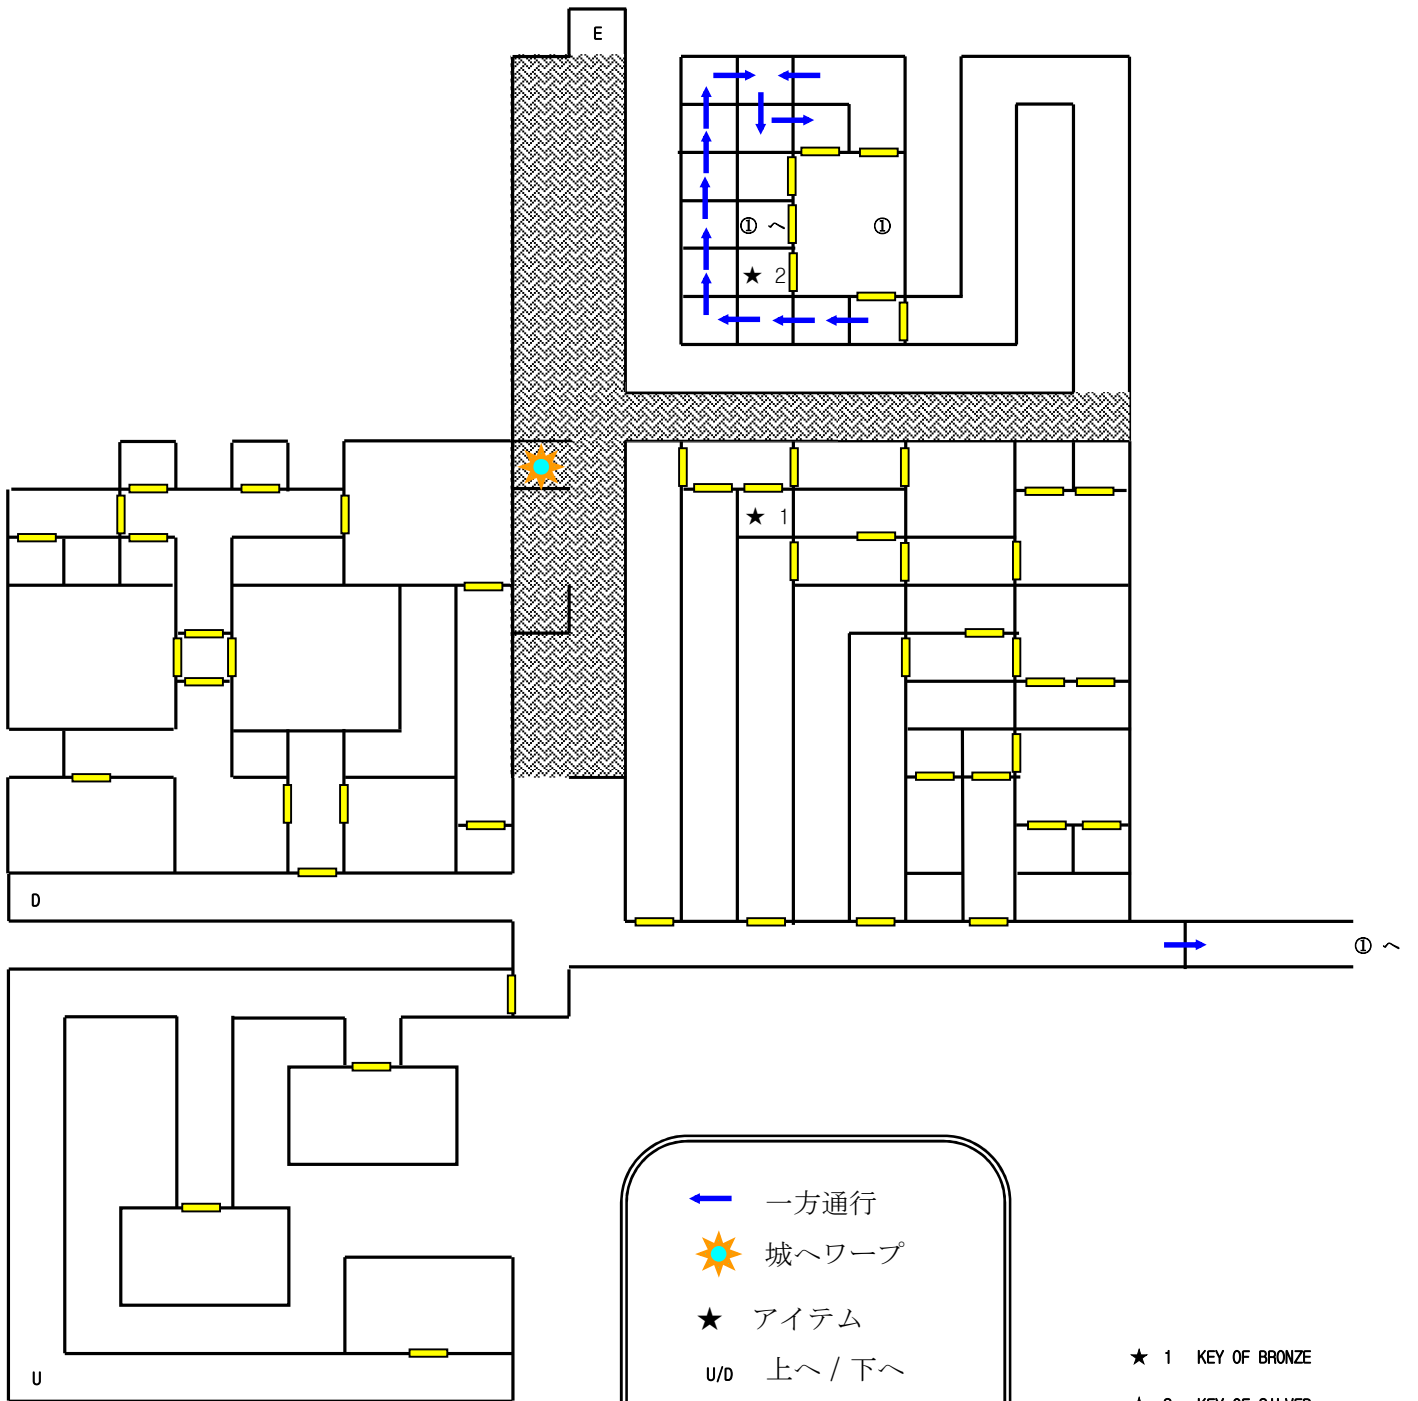 E
① へ ①
★ 2
★ 1
D
① へ
U
一方通行
城へワープ
★ アイテム
U/D 上へ / 下へ
★ 1 KEY OF BRONZE